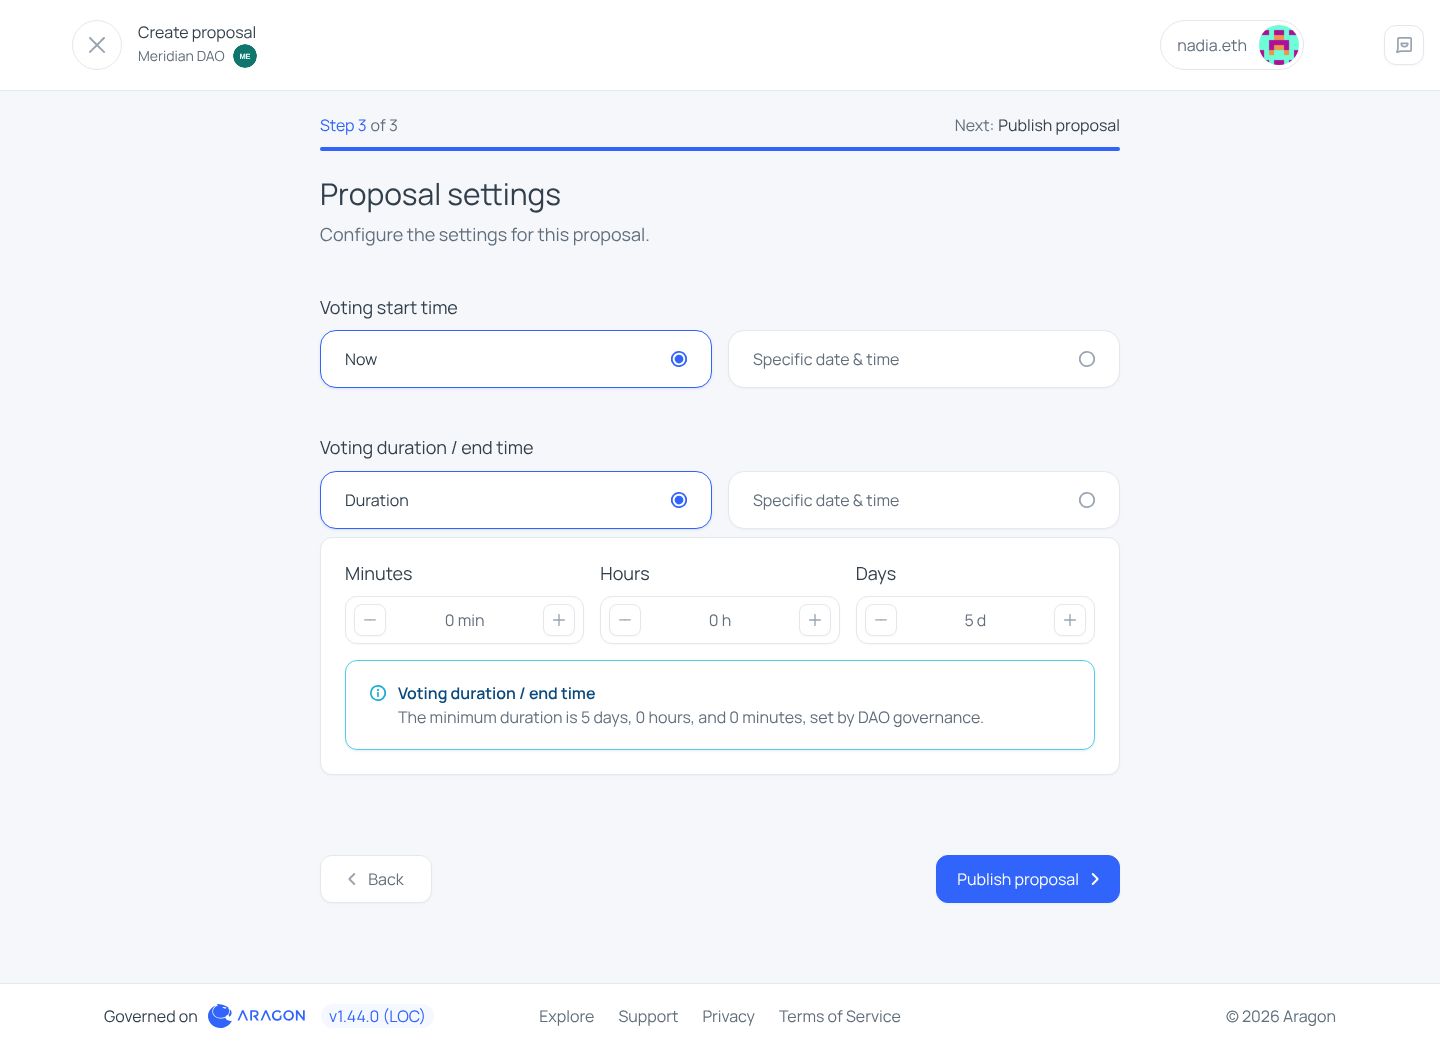 Create proposal
Meridian DAO ME
nadia.eth
Step 3 of 3
Next: Publish proposal
Proposal settings
Configure the settings for this proposal.
Voting start time
Now
Specific date & time
Voting duration / end time
Duration
Specific date & time
Minutes
Hours
Days
0 min
0 h
5 d
Voting duration / end time
The minimum duration is 5 days, 0 hours, and 0 minutes, set by DAO governance.
Back
Publish proposal
Governed on ARAGON v1.44.0 (LOC)
Explore
Support
Privacy
Terms of Service
© 2026 Aragon